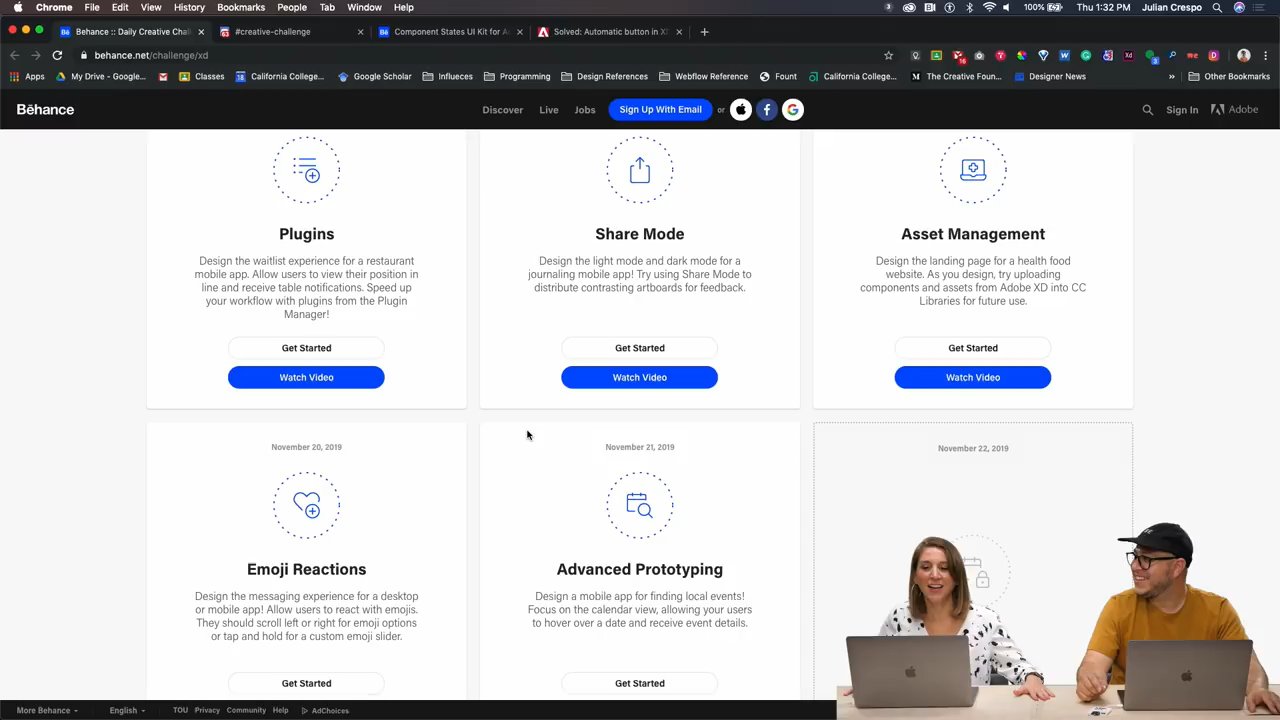 Chrome File Edit View History Bookmarks People Tab Window Help
3 100% Thu 1:32 PM Julian Crespo
Behance :: Daily Creative Chal
#creative-challenge
Component States UI Kit for A
Solved: Automatic button in X
behance.net/challenge/xd
16
Apps My Drive - Google... Classes California College... Google Scholar Influeces Programming Design References Webflow Reference Fount California College... The Creative Foun... Designer News » Other Bookmarks
Bēhance Discover Live Jobs Sign Up With Email or Search Sign In Adobe
Plugins
Design the waitlist experience for a restaurant
mobile app. Allow users to view their position in
line and receive table notifications. Speed up
your workflow with plugins from the Plugin
Manager!
Get Started
Watch Video
Share Mode
Design the light mode and dark mode for a
journaling mobile app! Try using Share Mode to
distribute contrasting artboards for feedback.
Get Started
Watch Video
Asset Management
Design the landing page for a health food
website. As you design, try uploading
components and assets from Adobe XD into CC
Libraries for future use.
Get Started
Watch Video
November 20, 2019
Emoji Reactions
Design the messaging experience for a desktop
or mobile app! Allow users to react with emojis.
They should scroll left or right for emoji options
or tap and hold for a custom emoji slider.
Get Started
November 21, 2019
Advanced Prototyping
Design a mobile app for finding local events!
Focus on the calendar view, allowing your users
to hover over a date and receive event details.
Get Started
November 22, 2019
More Behance English TOU Privacy Community Help AdChoices